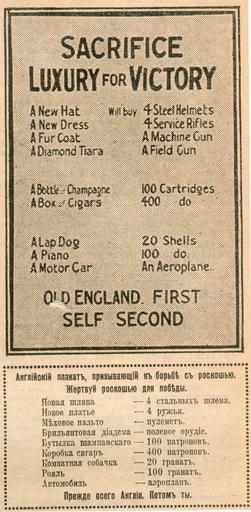 SACRIFICE
LUXURY FOR VICTORY
A New Hat Will buy 4 Steel Helmets
A New Dress 4 Service Rifles
A Fur Coat A Machine Gun
A Diamond Tiara A Field Gun
A Bottle of Champagne 100 Cartridges
A Box of Cigars 400 do
A Lap Dog 20 Shells
A Piano 100 do.
A Motor Car An Aeroplane
OLD ENGLAND. FIRST
SELF SECOND
Англійскій плакатъ, призывающій къ борьбѣ съ роскошью.
Жертвуй роскошью для побѣды.
Новая шляпа — 4 стальныхъ шлема.
Новое платье — 4 ружья.
Мѣховое пальто — пулеметъ.
Брильянтовая діадема — полевое орудіе.
Бутылка шампанскаго — 100 патроновъ.
Коробка сигаръ — 400 патроновъ.
Комнатная собачка — 20 гранатъ.
Рояль — 100 гранатъ.
Автомобиль — аэропланъ.
Прежде всего Англія. Потомъ ты.